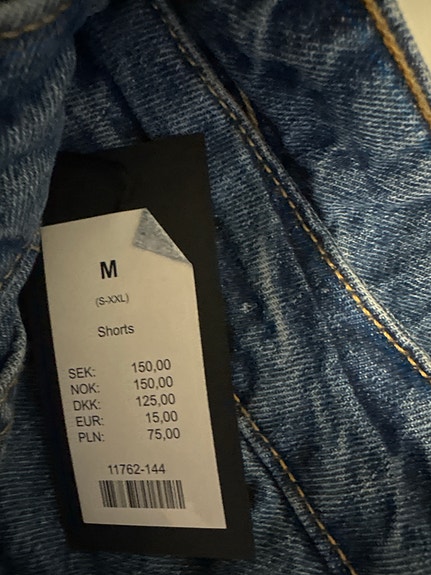 M
(S-XXL)
Shorts
SEK: 150,00
NOK: 150,00
DKK: 125,00
EUR: 15,00
PLN: 75,00
11762-144